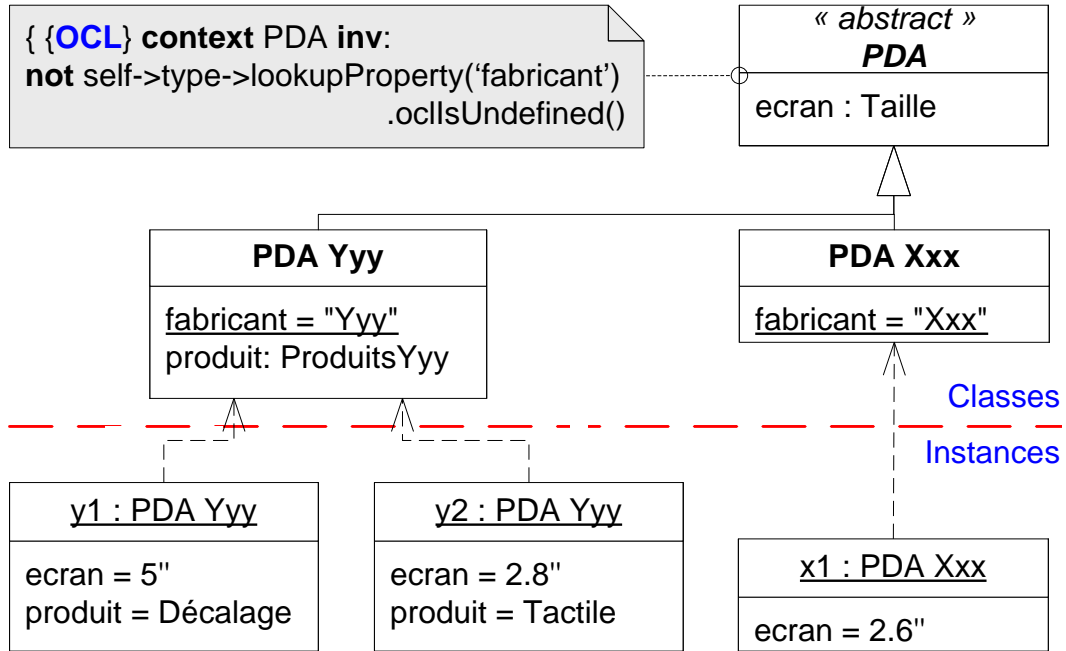 { {OCL} context PDA inv:
not self->type->lookupProperty(‘fabricant’)
.oclIsUndefined()
« abstract »
PDA
ecran : Taille
PDA Yyy
fabricant = "Yyy"
produit: ProduitsYyy
PDA Xxx
fabricant = "Xxx"
Classes
Instances
y1 : PDA Yyy
ecran = 5"
produit = Décalage
y2 : PDA Yyy
ecran = 2.8"
produit = Tactile
x1 : PDA Xxx
ecran = 2.6"